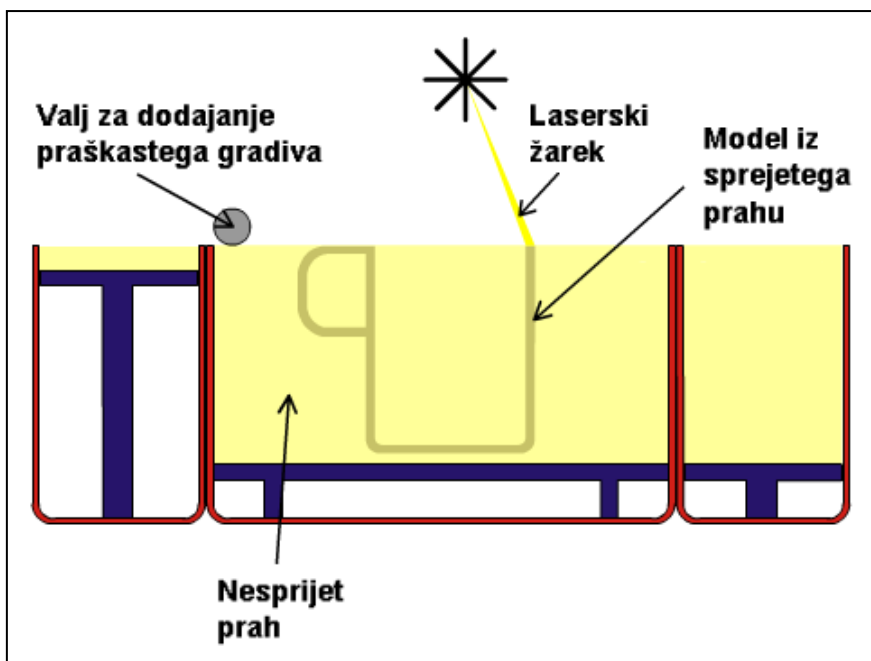 Valj za dodajanje
praškastega gradiva
Laserski
žarek
Model iz
sprejetega
prahu
Nesprijet
prah